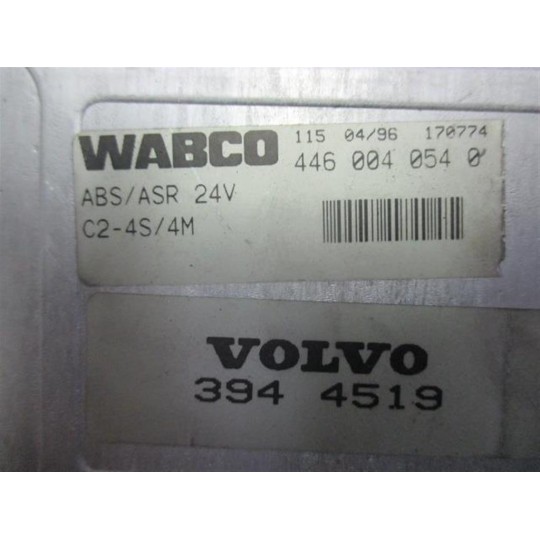 WABCO 115 04/96 170774
446 004 054 0
ABS/ASR 24V
C2-4S/4M
VOLVO
394 4519